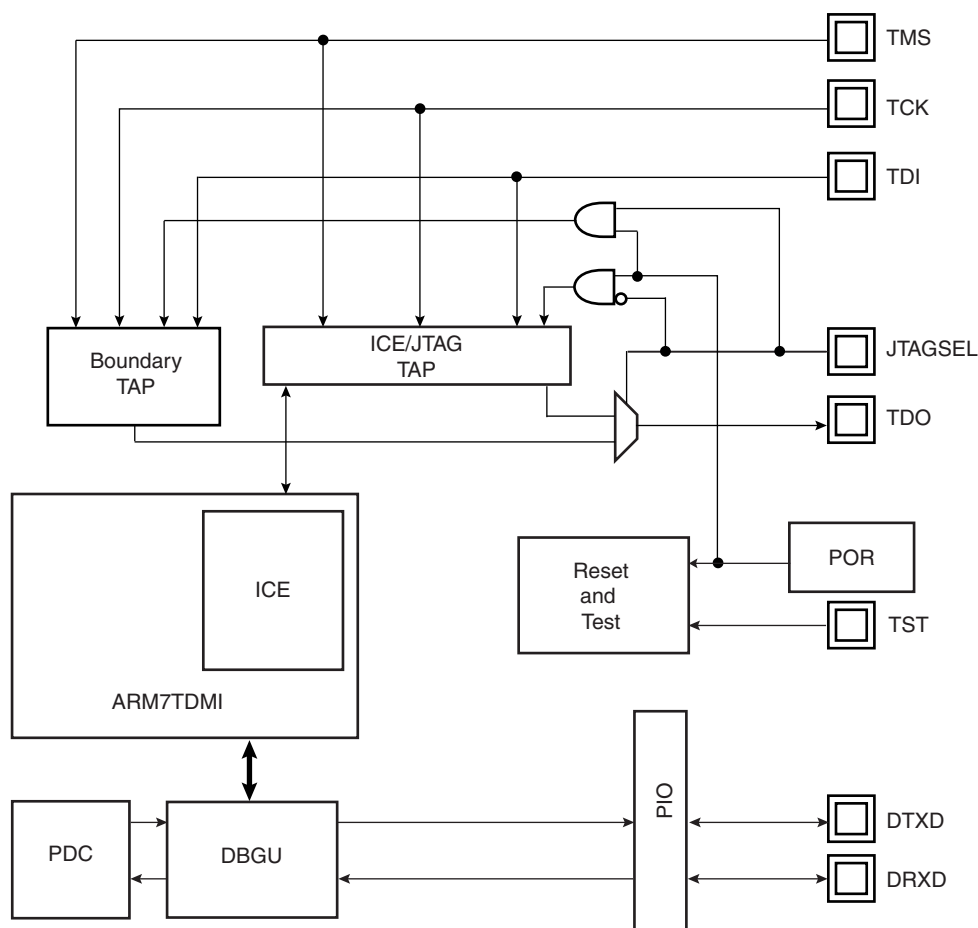 TMS
TCK
TDI
Boundary
TAP
ICE/JTAG
TAP
JTAGSEL
TDO
ICE
ARM7TDMI
Reset
and
Test
POR
TST
PDC
DBGU
PIO
DTXD
DRXD